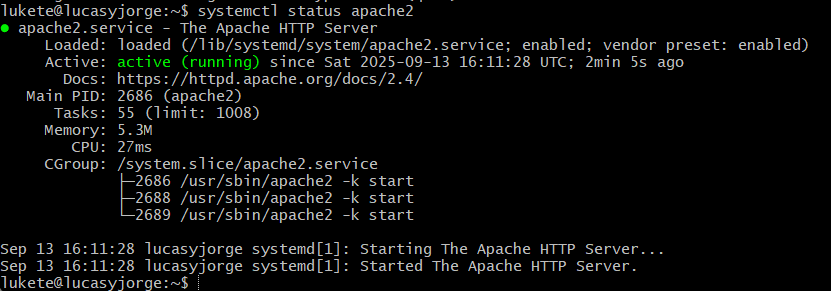 lukete@lucasyjorge:~$ systemctl status apache2
● apache2.service - The Apache HTTP Server
     Loaded: loaded (/lib/systemd/system/apache2.service; enabled; vendor preset: enabled)
     Active: active (running) since Sat 2025-09-13 16:11:28 UTC; 2min 5s ago
       Docs: https://httpd.apache.org/docs/2.4/
   Main PID: 2686 (apache2)
      Tasks: 55 (limit: 1008)
     Memory: 5.3M
        CPU: 27ms
     CGroup: /system.slice/apache2.service
             ├─2686 /usr/sbin/apache2 -k start
             ├─2688 /usr/sbin/apache2 -k start
             └─2689 /usr/sbin/apache2 -k start

Sep 13 16:11:28 lucasyjorge systemd[1]: Starting The Apache HTTP Server...
Sep 13 16:11:28 lucasyjorge systemd[1]: Started The Apache HTTP Server.
lukete@lucasyjorge:~$